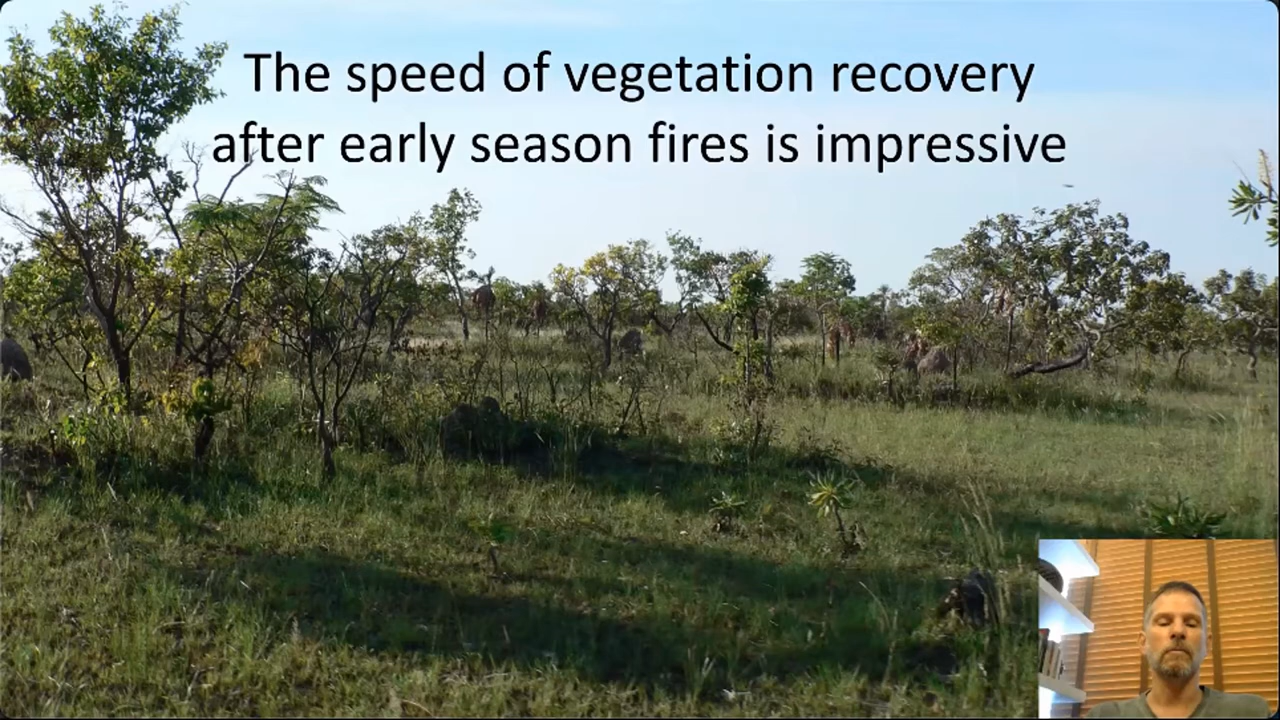 The speed of vegetation recovery
after early season fires is impressive